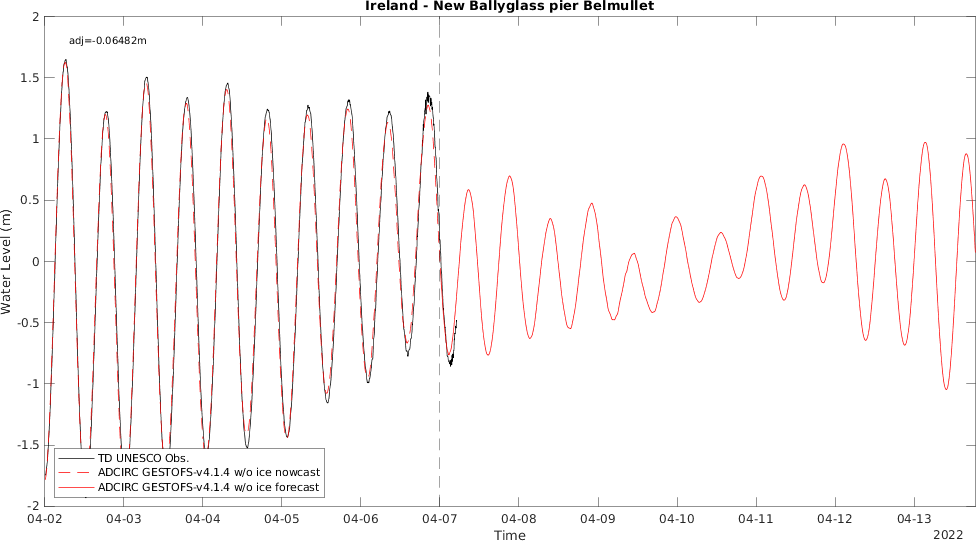 Ireland - New Ballyglass pier Belmullet
adj=-0.06482m
Water Level (m)
2
1.5
1
0.5
0
-0.5
-1
-1.5
-2
TD UNESCO Obs.
ADCIRC GESTOFS-v4.1.4 w/o ice nowcast
ADCIRC GESTOFS-v4.1.4 w/o ice forecast
04-02 04-03 04-04 04-05 04-06 04-07 04-08 04-09 04-10 04-11 04-12 04-13
Time
2022